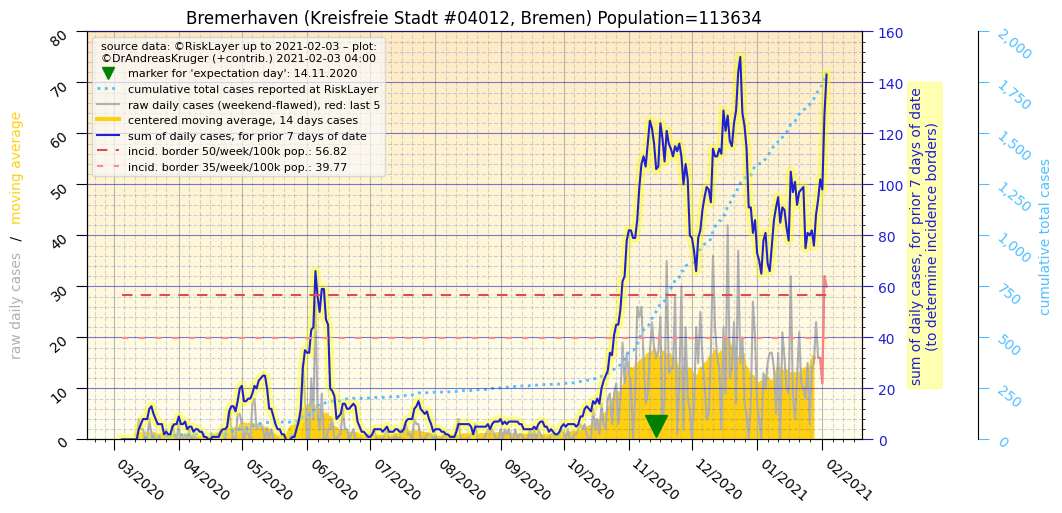 Bremerhaven (Kreisfreie Stadt #04012, Bremen) Population=113634
source data: ©RiskLayer up to 2021-02-03 – plot:
©DrAndreasKruger (+contrib.) 2021-02-03 04:00
marker for 'expectation day': 14.11.2020
cumulative total cases reported at RiskLayer
raw daily cases (weekend-flawed), red: last 5
centered moving average, 14 days cases
sum of daily cases, for prior 7 days of date
incid. border 50/week/100k pop.: 56.82
incid. border 35/week/100k pop.: 39.77
raw daily cases / moving average
80
70
60
50
40
30
20
10
0
03/2020
04/2020
05/2020
06/2020
07/2020
08/2020
09/2020
10/2020
11/2020
12/2020
01/2021
02/2021
160
140
120
100
80
60
40
20
0
sum of daily cases, for prior 7 days of date
(to determine incidence borders)
2,000
1,750
1,500
1,250
1,000
750
500
250
0
cumulative total cases